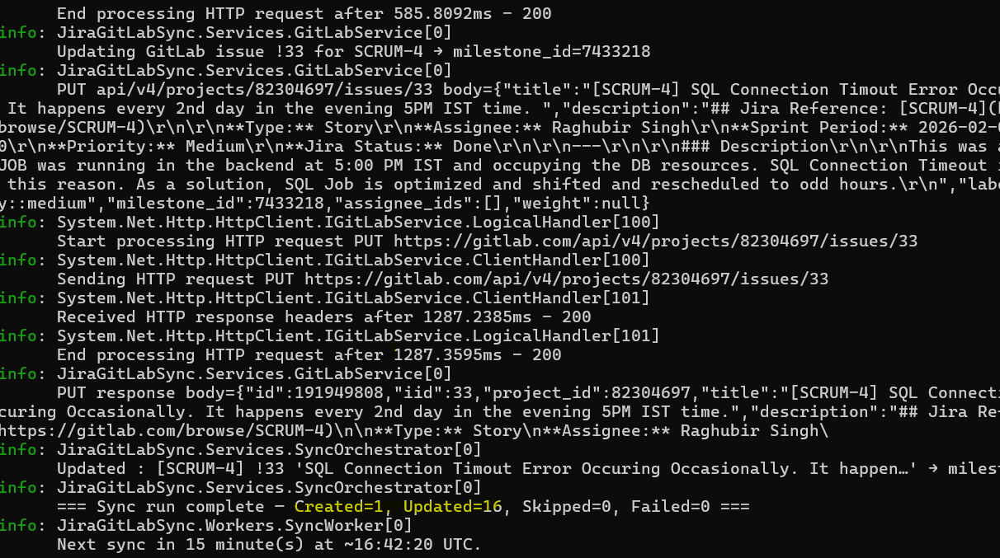 End processing HTTP request after 585.8092ms - 200
info: JiraGitLabSync.Services.GitLabService[0]
Updating GitLab issue !33 for SCRUM-4 → milestone_id=7433218
info: JiraGitLabSync.Services.GitLabService[0]
PUT api/v4/projects/82304697/issues/33 body={"title":"[SCRUM-4] SQL Connection Timout Error Occu
It happens every 2nd day in the evening 5PM IST time. ","description":"## Jira Reference: [SCRUM-4](
browse/SCRUM-4)\r\n\r\n**Type:** Story\r\n**Assignee:** Raghubir Singh\r\n**Sprint Period:** 2026-02-
0\r\n**Priority:** Medium\r\n**Jira Status:** Done\r\n\r\n---\r\n\r\n### Description\r\n\r\nThis was
JOB was running in the backend at 5:00 PM IST and occupying the DB resources. SQL Connection Timeout
this reason. As a solution, SQL Job is optimized and shifted and rescheduled to odd hours.\r\n","lab
y::medium","milestone_id":7433218,"assignee_ids":[],"weight":null}
info: System.Net.Http.HttpClient.IGitLabService.LogicalHandler[100]
Start processing HTTP request PUT https://gitlab.com/api/v4/projects/82304697/issues/33
info: System.Net.Http.HttpClient.IGitLabService.ClientHandler[100]
Sending HTTP request PUT https://gitlab.com/api/v4/projects/82304697/issues/33
info: System.Net.Http.HttpClient.IGitLabService.ClientHandler[101]
Received HTTP response headers after 1287.2385ms - 200
info: System.Net.Http.HttpClient.IGitLabService.LogicalHandler[101]
End processing HTTP request after 1287.3595ms - 200
info: JiraGitLabSync.Services.GitLabService[0]
PUT response body={"id":191949808,"iid":33,"project_id":82304697,"title":"[SCRUM-4] SQL Connecti
curing Occasionally. It happens every 2nd day in the evening 5PM IST time.","description":"## Jira Re
https://gitlab.com/browse/SCRUM-4)\n\n**Type:** Story\n**Assignee:** Raghubir Singh\
info: JiraGitLabSync.Services.SyncOrchestrator[0]
Updated : [SCRUM-4] !33 'SQL Connection Timout Error Occuring Occasionally. It happen…' → milest
info: JiraGitLabSync.Services.SyncOrchestrator[0]
=== Sync run complete — Created=1, Updated=16, Skipped=0, Failed=0 ===
info: JiraGitLabSync.Workers.SyncWorker[0]
Next sync in 15 minute(s) at ~16:42:20 UTC.